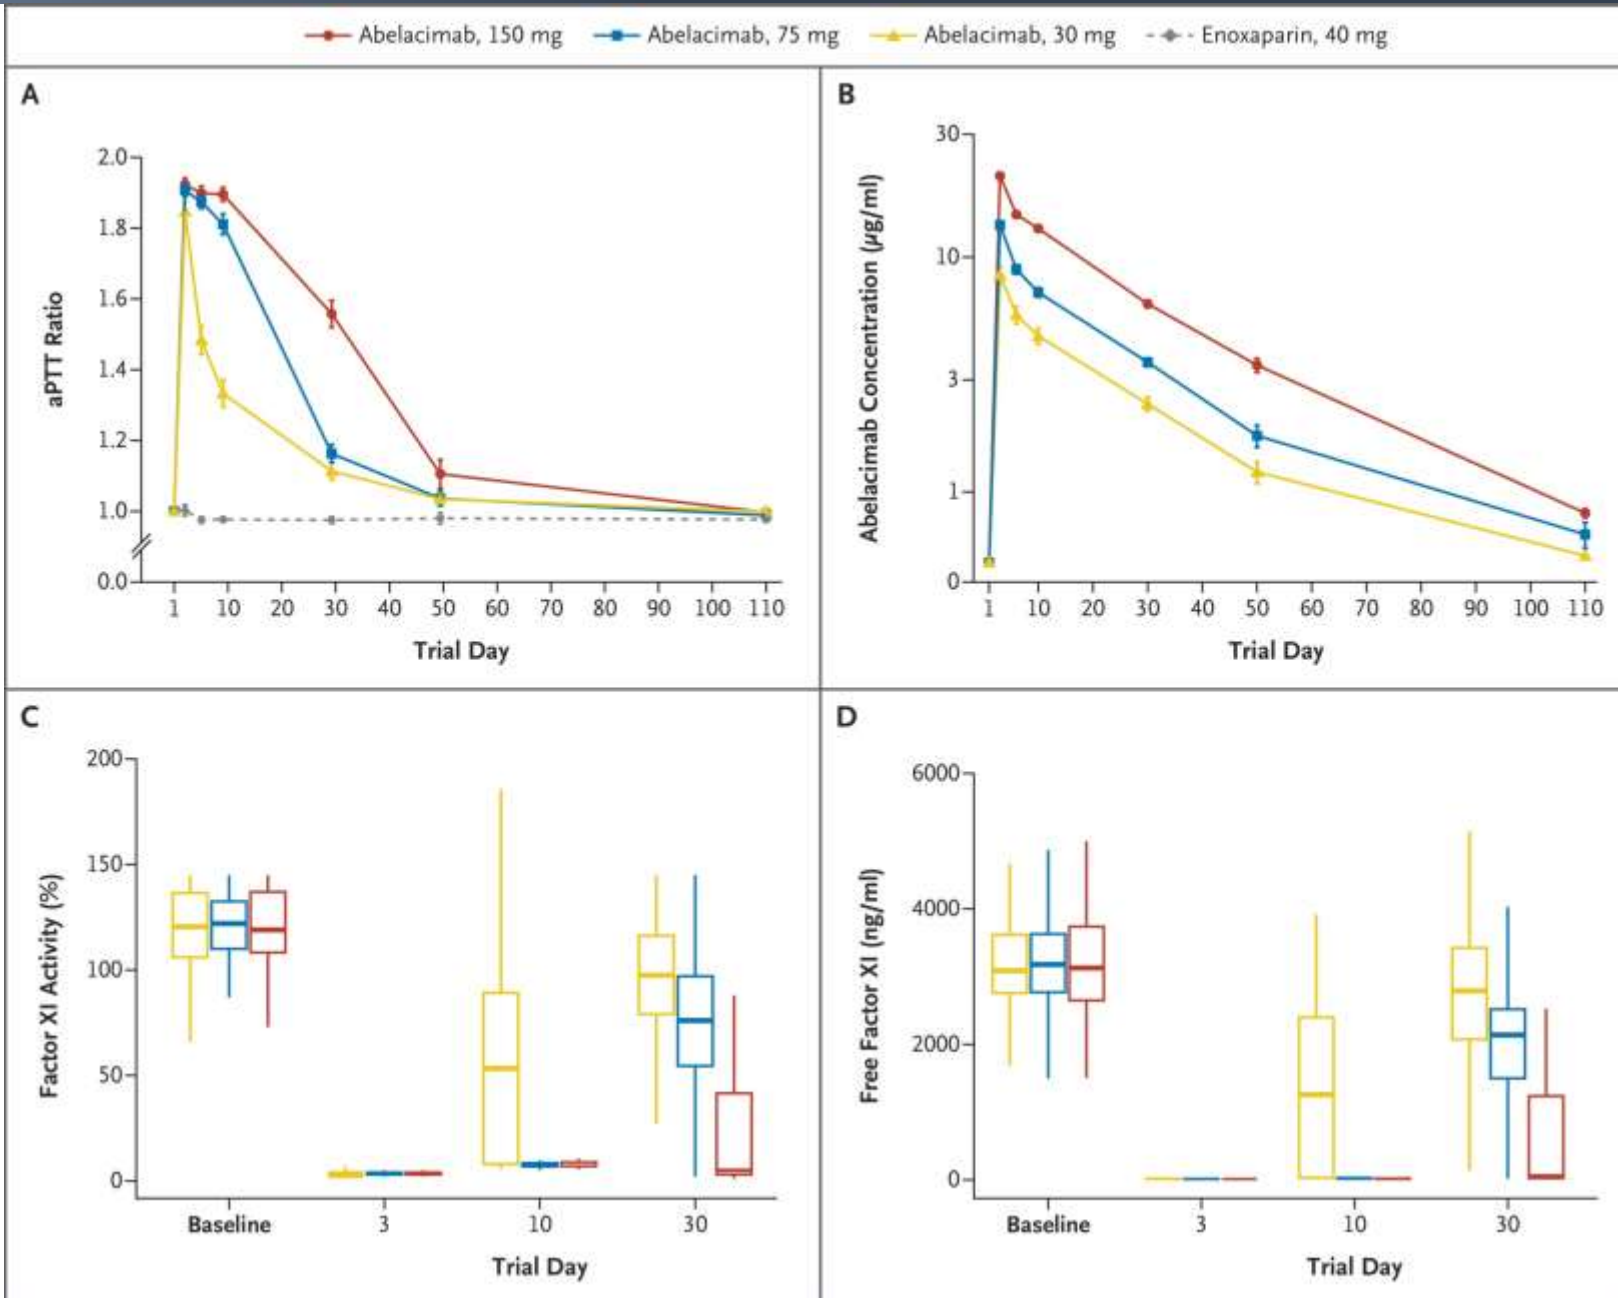 Abelacimab, 150 mg Abelacimab, 75 mg Abelacimab, 30 mg Enoxaparin, 40 mg
A
2.0
1.8
1.6
1.4
1.2
1.0
0.0
aPTT Ratio
1 10 20 30 40 50 60 70 80 90 100 110
Trial Day
B
30
10
3
1
0
Abelacimab Concentration (µg/ml)
1 10 20 30 40 50 60 70 80 90 100 110
Trial Day
C
200
150
100
50
0
Factor XI Activity (%)
Baseline 3 10 30
Trial Day
D
6000
4000
2000
0
Free Factor XI (ng/ml)
Baseline 3 10 30
Trial Day